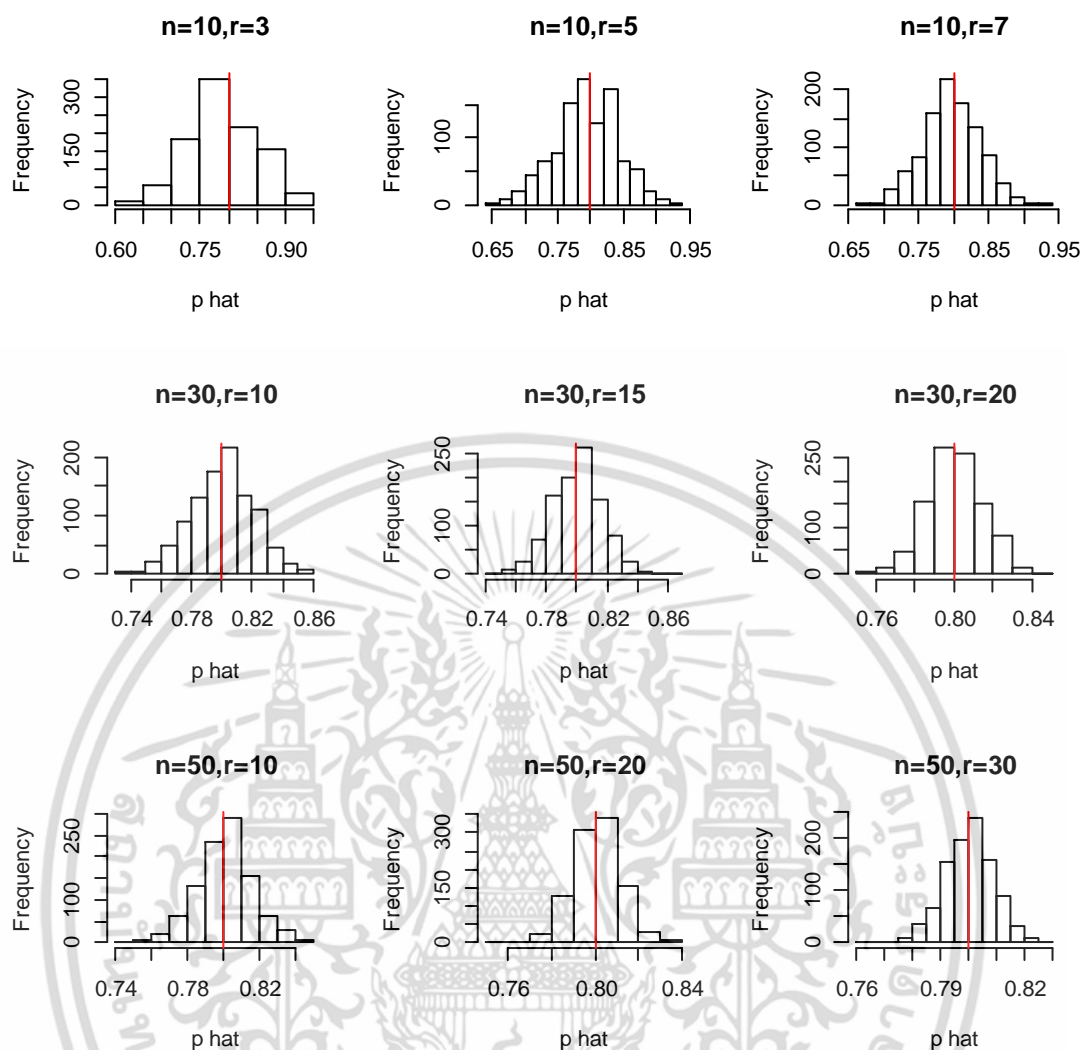 n=10,r=3
Frequency
0 150 300
0.60 0.75 0.90
p hat
n=10,r=5
Frequency
0 100
0.65 0.75 0.85 0.95
p hat
n=10,r=7
Frequency
0 100 200
0.65 0.75 0.85 0.95
p hat
n=30,r=10
Frequency
0 100 200
0.74 0.78 0.82 0.86
p hat
n=30,r=15
Frequency
0 100 250
0.74 0.78 0.82 0.86
p hat
n=30,r=20
Frequency
0 100 250
0.76 0.80 0.84
p hat
n=50,r=10
Frequency
0 100 250
0.74 0.78 0.82
p hat
n=50,r=20
Frequency
0 150 300
0.76 0.80 0.84
p hat
n=50,r=30
Frequency
0 100 200
0.76 0.79 0.82
p hat